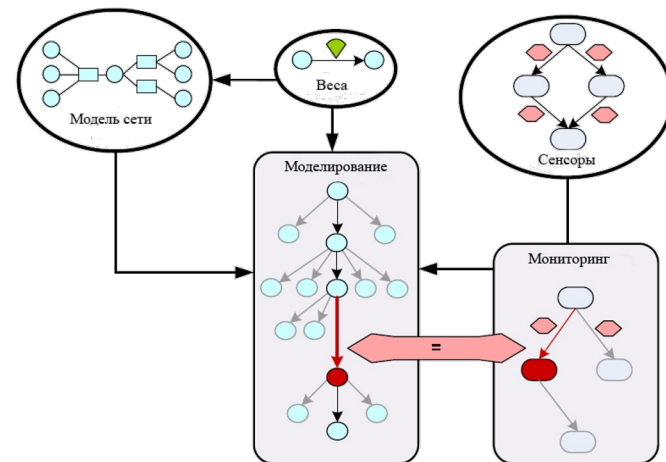 Модель сети
Веса
Сенсоры
Моделирование
Мониторинг
=